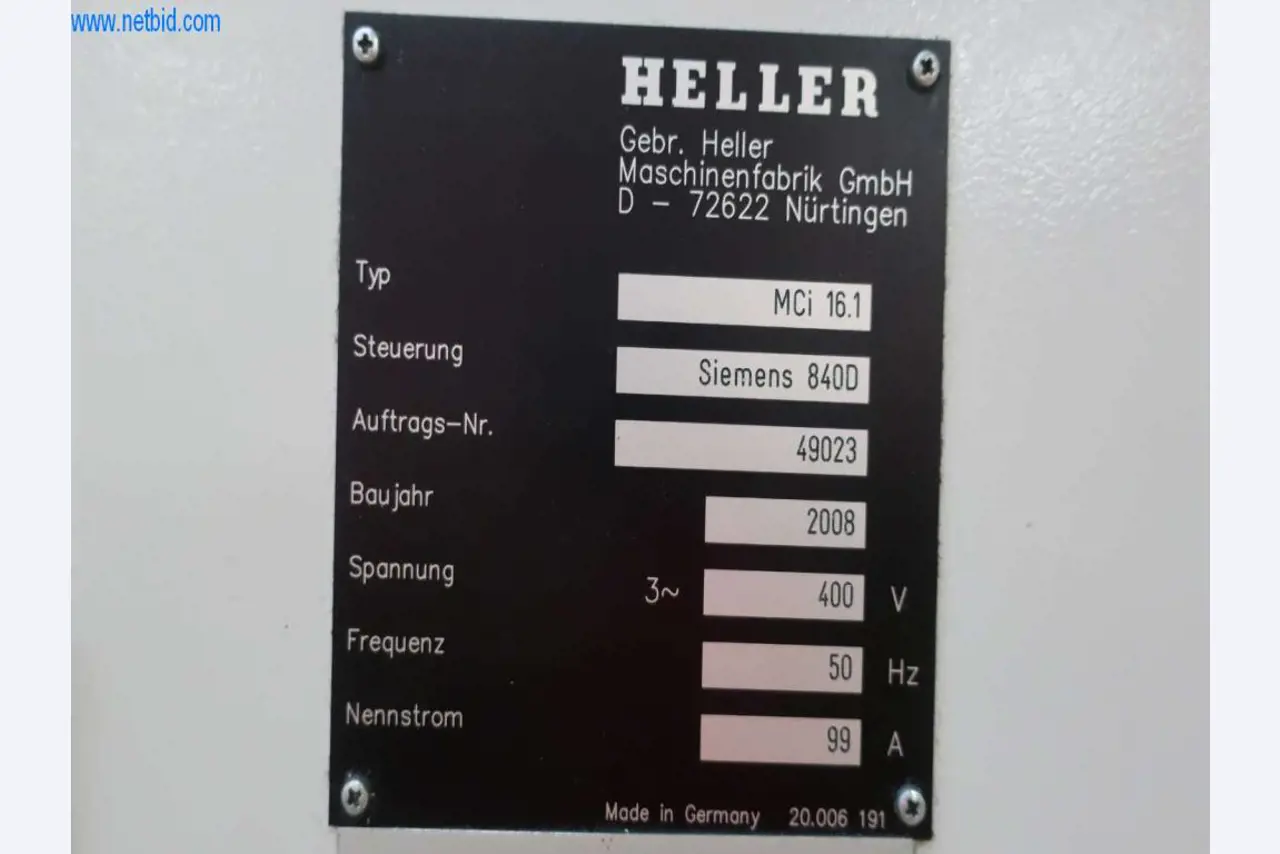 www.netbid.com
HELLER
Gebr. Heller
Maschinenfabrik GmbH
D - 72622 Nürtingen
Typ MCi 16.1
Steuerung Siemens 840D
Auftrags-Nr. 49023
Baujahr 2008
Spannung 3~ 400 V
Frequenz 50 Hz
Nennstrom 99 A
Made in Germany 20.006 191